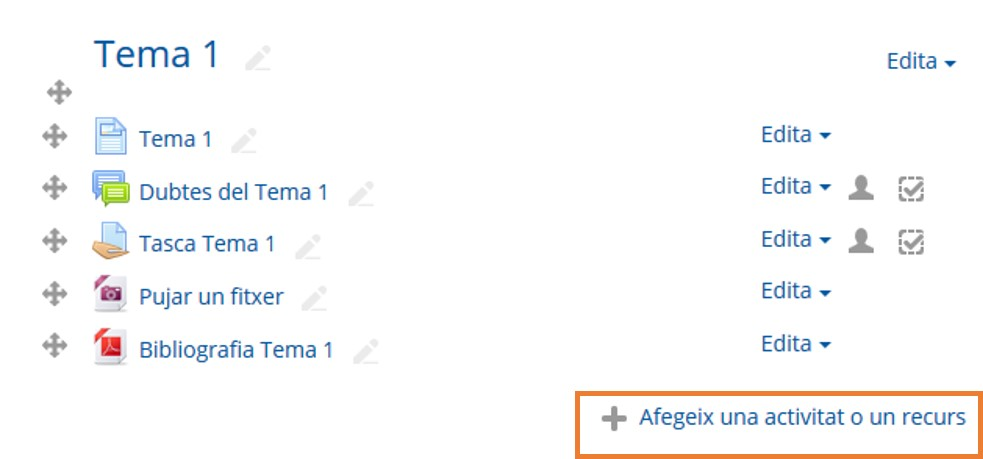 Tema 1
Edita
Tema 1 Edita
Dubtes del Tema 1 Edita
Tasca Tema 1 Edita
Pujar un fitxer Edita
Bibliografia Tema 1 Edita
Afegeix una activitat o un recurs